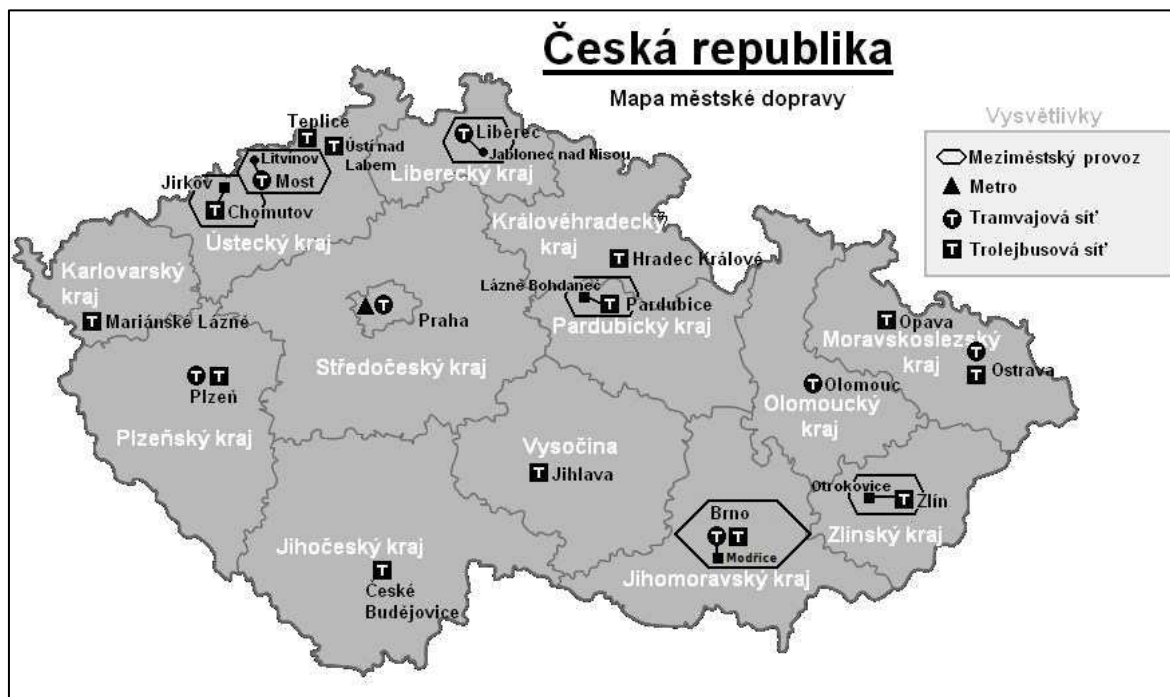 Česká republika
Mapa městské dopravy
Vysvětlivky
Meziměstský provoz
Metro
T Tramvajová síť
T Trolejbusová síť
Teplice
T
T Ústí nad
Labem
Litvínov
T Most
Jirkov
T Chomutov
Ústecký kraj
T Liberec
Jablonec nad Nisou
Liberecký kraj
Královéhradecký
kraj
T Hradec Králové
Karlovarský
kraj
T Mariánské Lázně
T
Praha
Středočeský kraj
Lázně Bohdaneč
T Pardubice
Pardubický kraj
T Opava
Moravskoslezský
kraj
T
T Ostrava
T T
Plzeň
Plzeňský kraj
T Olomouc
Olomoucký
kraj
Vysočina
T Jihlava
Otrokovice
T Zlín
Zlínský kraj
Brno
T T
Modřice
Jihomoravský kraj
Jihočeský kraj
T
České
Budějovice